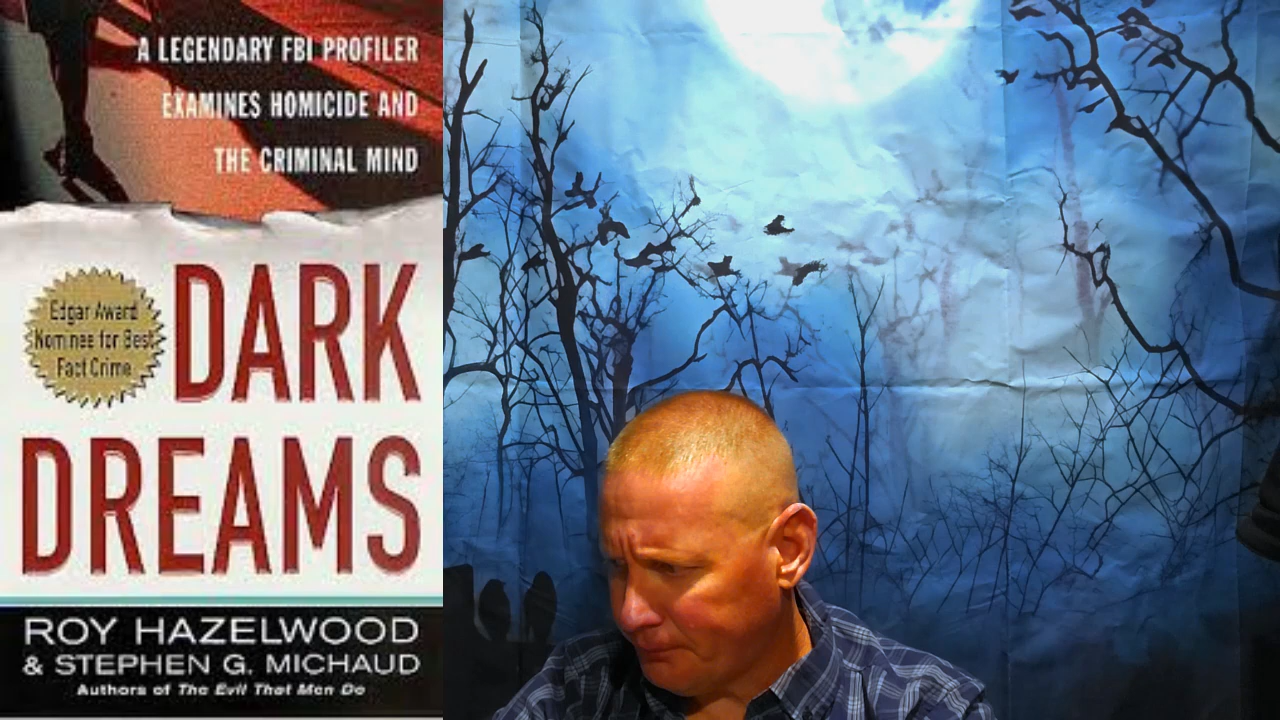 A LEGENDARY FBI PROFILER
EXAMINES HOMICIDE AND
THE CRIMINAL MIND
Edgar Award
Nominee for Best
Fact Crime
DARK
DREAMS
ROY HAZELWOOD
& STEPHEN G. MICHAUD
Authors of The Evil That Men Do